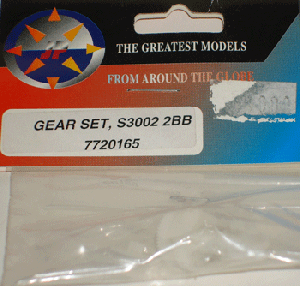 THE GREATEST MODELS
FROM AROUND THE GLOBE
GEAR SET, S3002 2BB
7720165